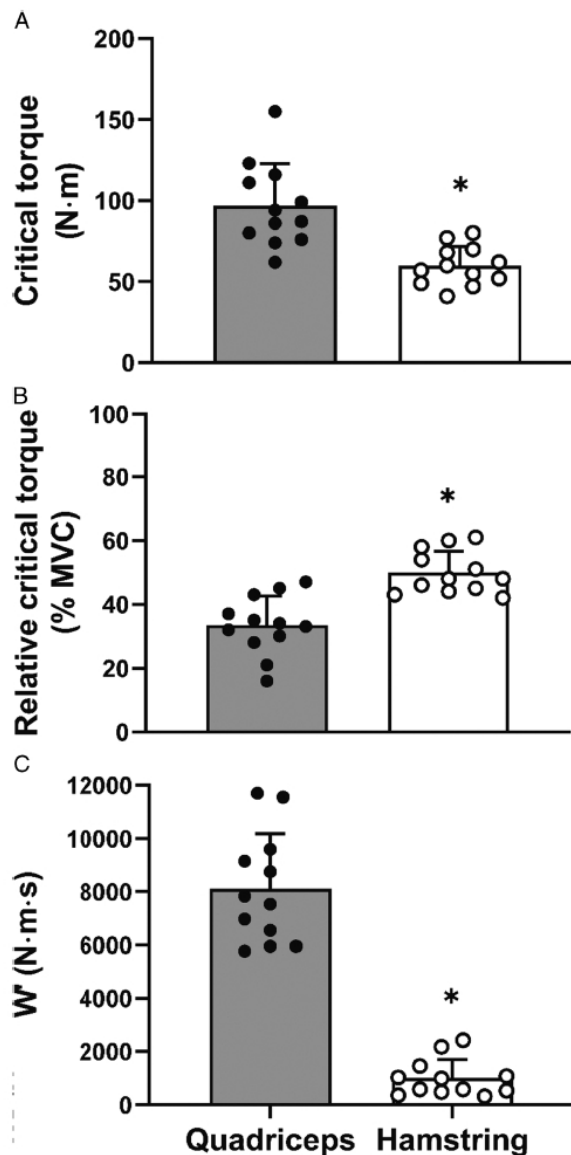 A
Critical torque
(N·m)
200
150
100
50
0
*
B
Relative critical torque
(% MVC)
100
80
60
40
20
0
*
C
W' (N·m·s)
12000
10000
8000
6000
4000
2000
0
*
Quadriceps Hamstring